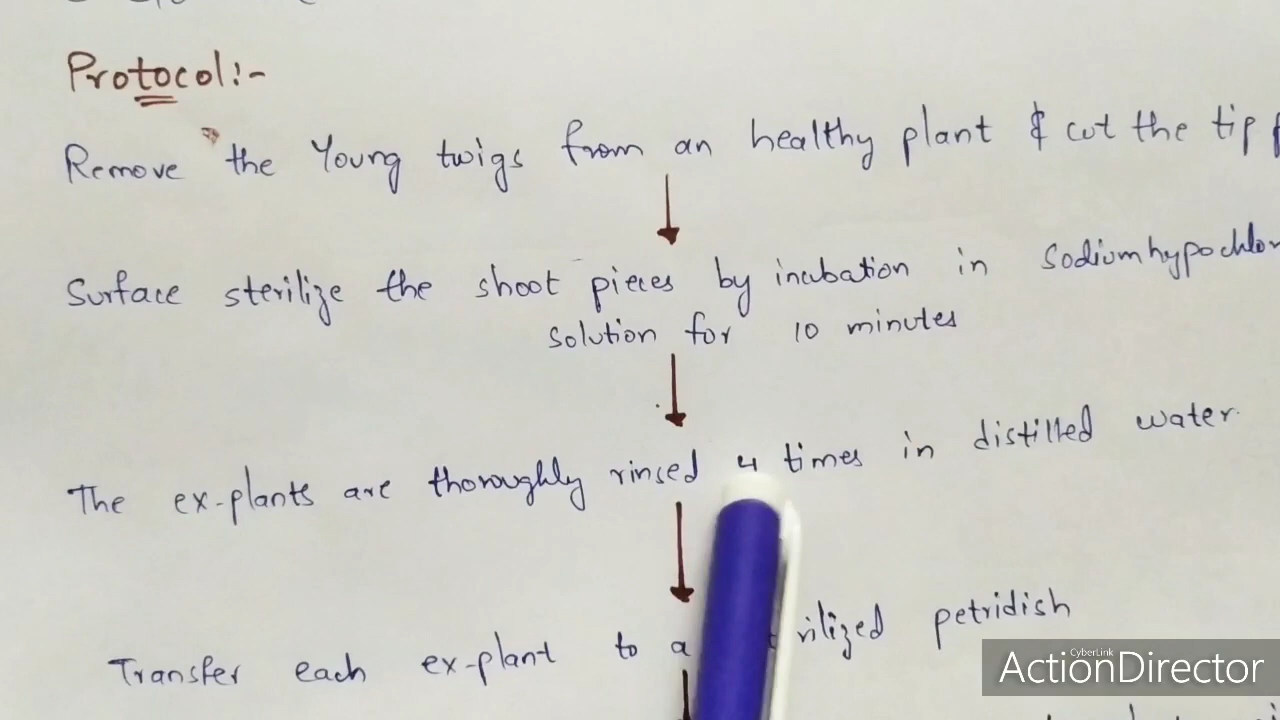 Protocol:-
Remove the Young twigs from an healthy plant & cut the tip
Surface sterilize the shoot pieces by incubation in Sodiumhypochlor
Solution for 10 minutes
The ex-plants are thoroughly rinsed 4 times in distilled water.
Transfer each ex-plant to a rilized petridish
CyberLink
ActionDirector